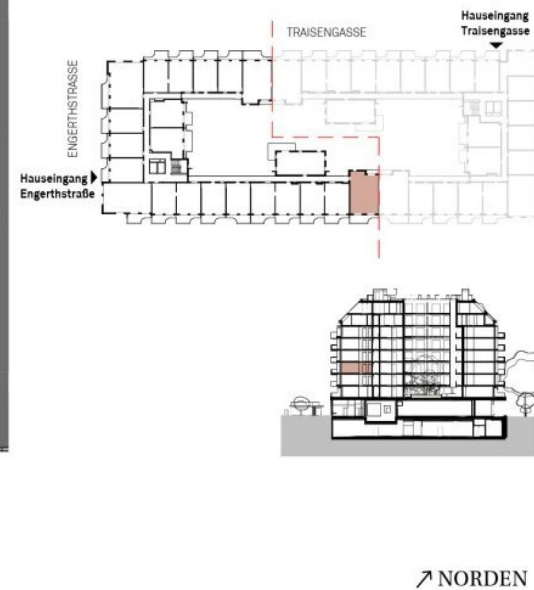 Hauseingang
Traisengasse
TRAISENGASSE
ENGERTHSTRASSE
Hauseingang
Engerthstraße
NORDEN